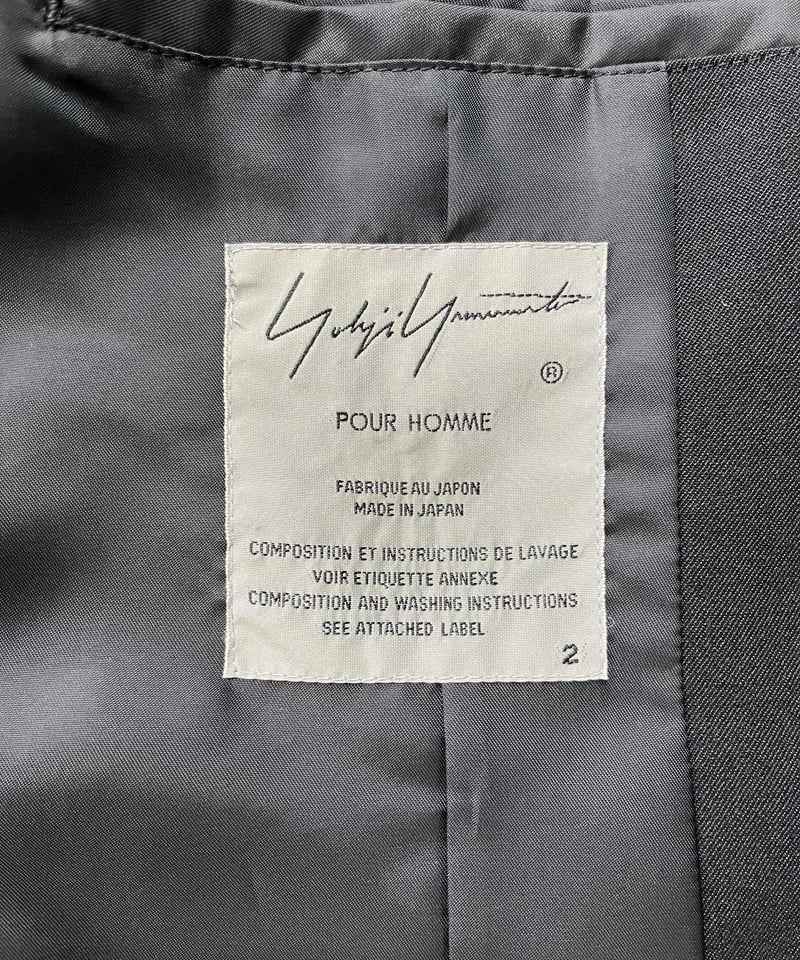 Yohji Yamamoto
®
POUR HOMME
FABRIQUE AU JAPON
MADE IN JAPAN
COMPOSITION ET INSTRUCTIONS DE LAVAGE
VOIR ETIQUETTE ANNEXE
COMPOSITION AND WASHING INSTRUCTIONS
SEE ATTACHED LABEL
2